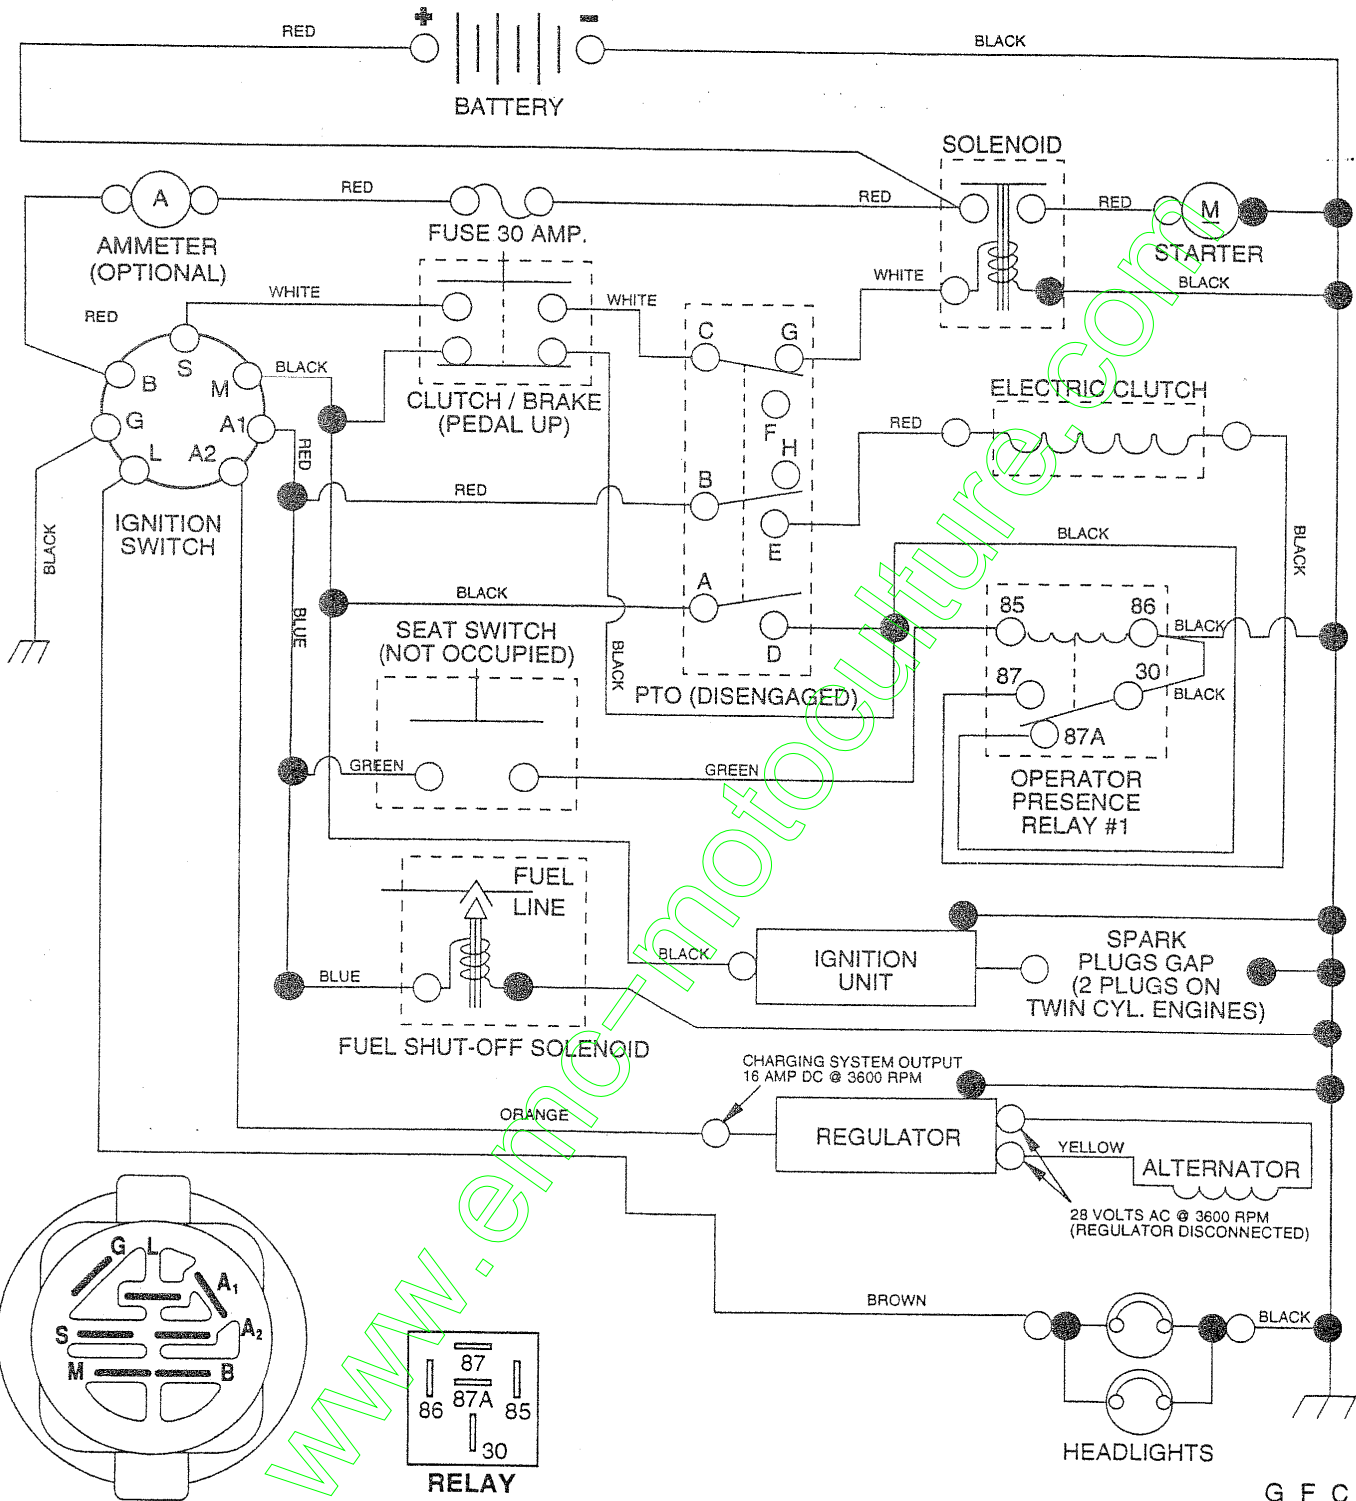 + -
RED
BLACK
BATTERY
SOLENOID
RED
RED
RED
A
M
AMMETER
(OPTIONAL)
FUSE 30 AMP.
STARTER
WHITE
WHITE
WHITE
BLACK
RED
C G
S
B
M
BLACK
G
A1
L A2
CLUTCH / BRAKE
(PEDAL UP)
ELECTRIC CLUTCH
F
H
RED
RED
RED
B
E
IGNITION
SWITCH
BLACK
BLACK
BLACK
A
BLACK
BLUE
SEAT SWITCH
(NOT OCCUPIED)
BLACK
D
PTO (DISENGAGED)
85 86
BLACK
87 30
BLACK
87A
OPERATOR
PRESENCE
RELAY #1
GREEN
GREEN
FUEL
LINE
BLACK
BLUE
IGNITION
UNIT
SPARK
PLUGS GAP
(2 PLUGS ON
TWIN CYL. ENGINES)
FUEL SHUT-OFF SOLENOID
CHARGING SYSTEM OUTPUT
16 AMP DC @ 3600 RPM
ORANGE
REGULATOR
YELLOW
ALTERNATOR
28 VOLTS AC @ 3600 RPM
(REGULATOR DISCONNECTED)
G L
A1
S
A2
M
B
BROWN
BLACK
HEADLIGHTS
87
87A
86 85
30
RELAY
G F C
www.emc-motoculture.com